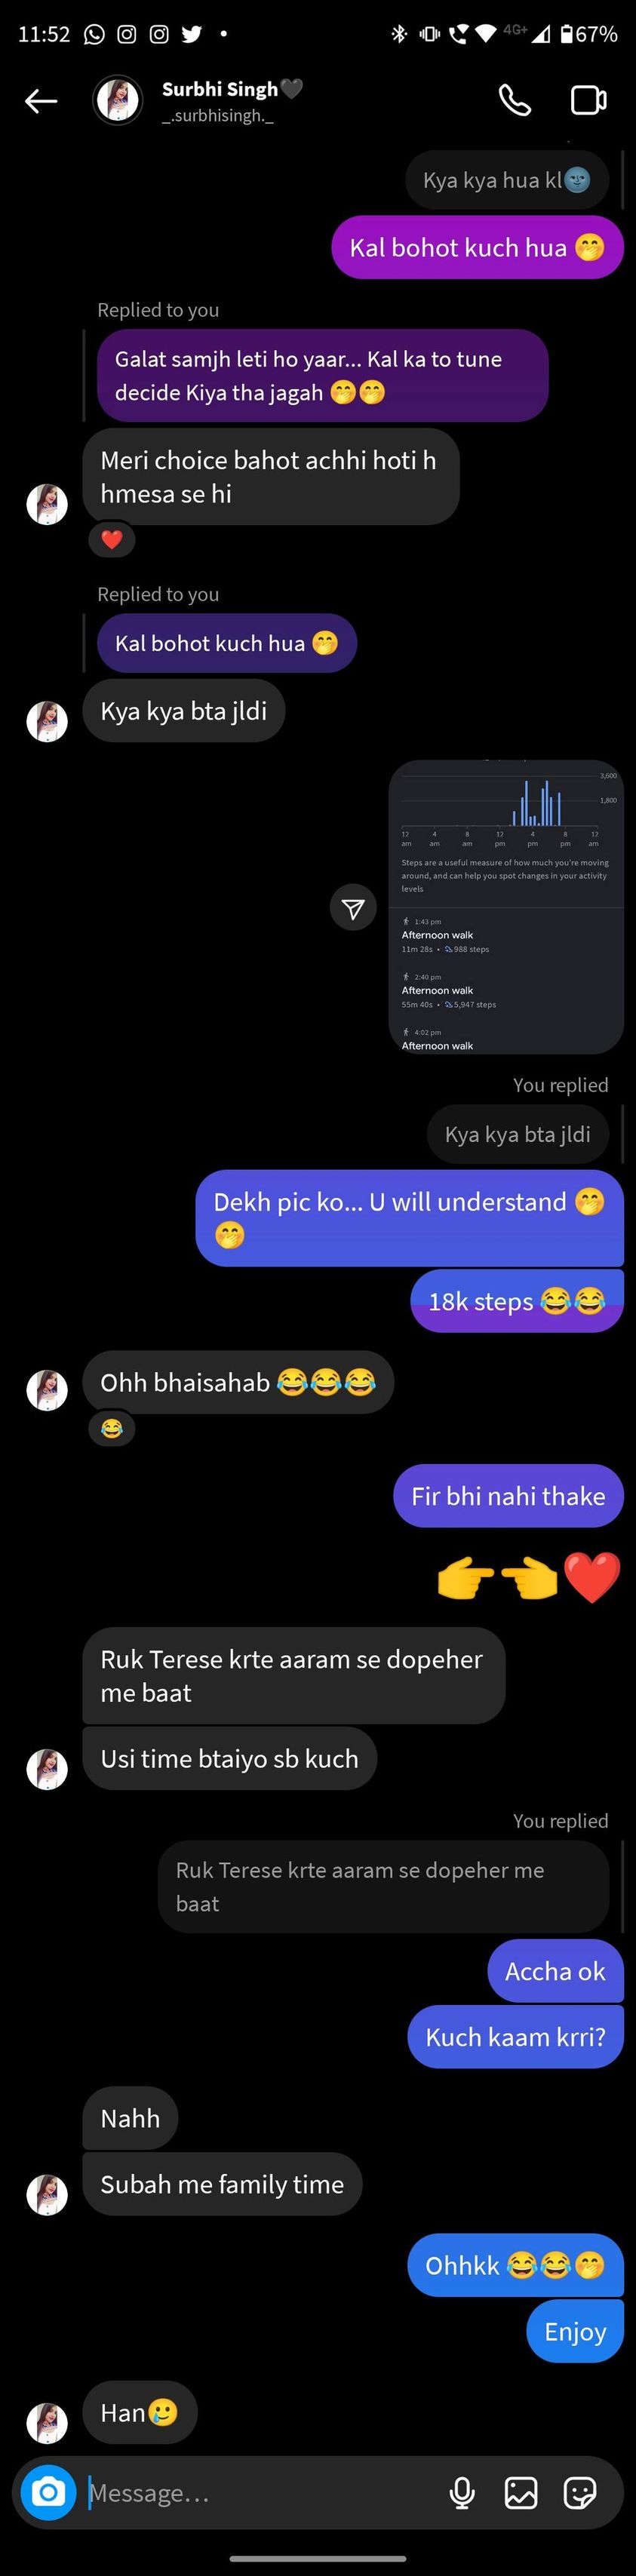 11:52
4G+
67%
Surbhi Singh🖤
_.surbhisingh._
Kya kya hua kl🌚
Kal bohot kuch hua 🤭
Replied to you
Galat samjh leti ho yaar... Kal ka to tune
decide Kiya tha jagah 🤭🤭
Meri choice bahot achhi hoti h
hmesa se hi
❤️
Replied to you
Kal bohot kuch hua 🤭
Kya kya bta jldi
3,600
1,800
12 4 8 12 4 8 12
am am am pm pm pm am
Steps are a useful measure of how much you're moving
around, and can help you spot changes in your activity
levels
1:43 pm
Afternoon walk
11m 28s • 988 steps
2:40 pm
Afternoon walk
55m 40s • 5,947 steps
4:02 pm
Afternoon walk
You replied
Kya kya bta jldi
Dekh pic ko... U will understand 🤭
🤭
18k steps 😂😂
Ohh bhaisahab 😂😂😂
😂
Fir bhi nahi thake
👉👈❤️
Ruk Terese krte aaram se dopeher
me baat
Usi time btaiyo sb kuch
You replied
Ruk Terese krte aaram se dopeher me
baat
Accha ok
Kuch kaam krri?
Nahh
Subah me family time
Ohhkk 😂😂🤭
Enjoy
Han🥲
Message...